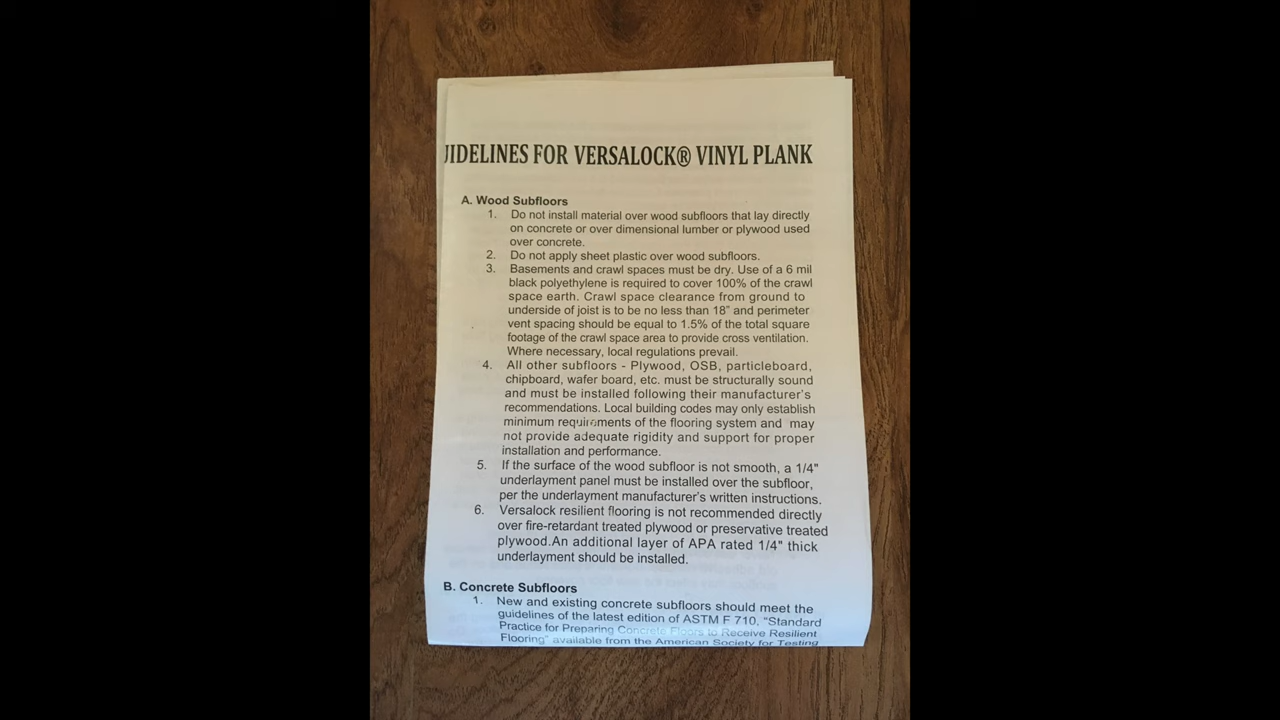 UIDELINES FOR VERSALOCK® VINYL PLANK
A. Wood Subfloors
1. Do not install material over wood subfloors that lay directly
on concrete or over dimensional lumber or plywood used
over concrete.
2. Do not apply sheet plastic over wood subfloors.
3. Basements and crawl spaces must be dry. Use of a 6 mil
black polyethylene is required to cover 100% of the crawl
space earth. Crawl space clearance from ground to
underside of joist is to be no less than 18" and perimeter
vent spacing should be equal to 1.5% of the total square
footage of the crawl space area to provide cross ventilation.
Where necessary, local regulations prevail.
4. All other subfloors - Plywood, OSB, particleboard,
chipboard, wafer board, etc. must be structurally sound
and must be installed following their manufacturer's
recommendations. Local building codes may only establish
minimum requirements of the flooring system and may
not provide adequate rigidity and support for proper
installation and performance.
5. If the surface of the wood subfloor is not smooth, a 1/4"
underlayment panel must be installed over the subfloor,
per the underlayment manufacturer's written instructions.
6. Versalock resilient flooring is not recommended directly
over fire-retardant treated plywood or preservative treated
plywood.An additional layer of APA rated 1/4" thick
underlayment should be installed.
B. Concrete Subfloors
1. New and existing concrete subfloors should meet the
guidelines of the latest edition of ASTM F 710, "Standard
Practice for Preparing Concrete Floors to Receive Resilient
Flooring" available from the American Society for Testing